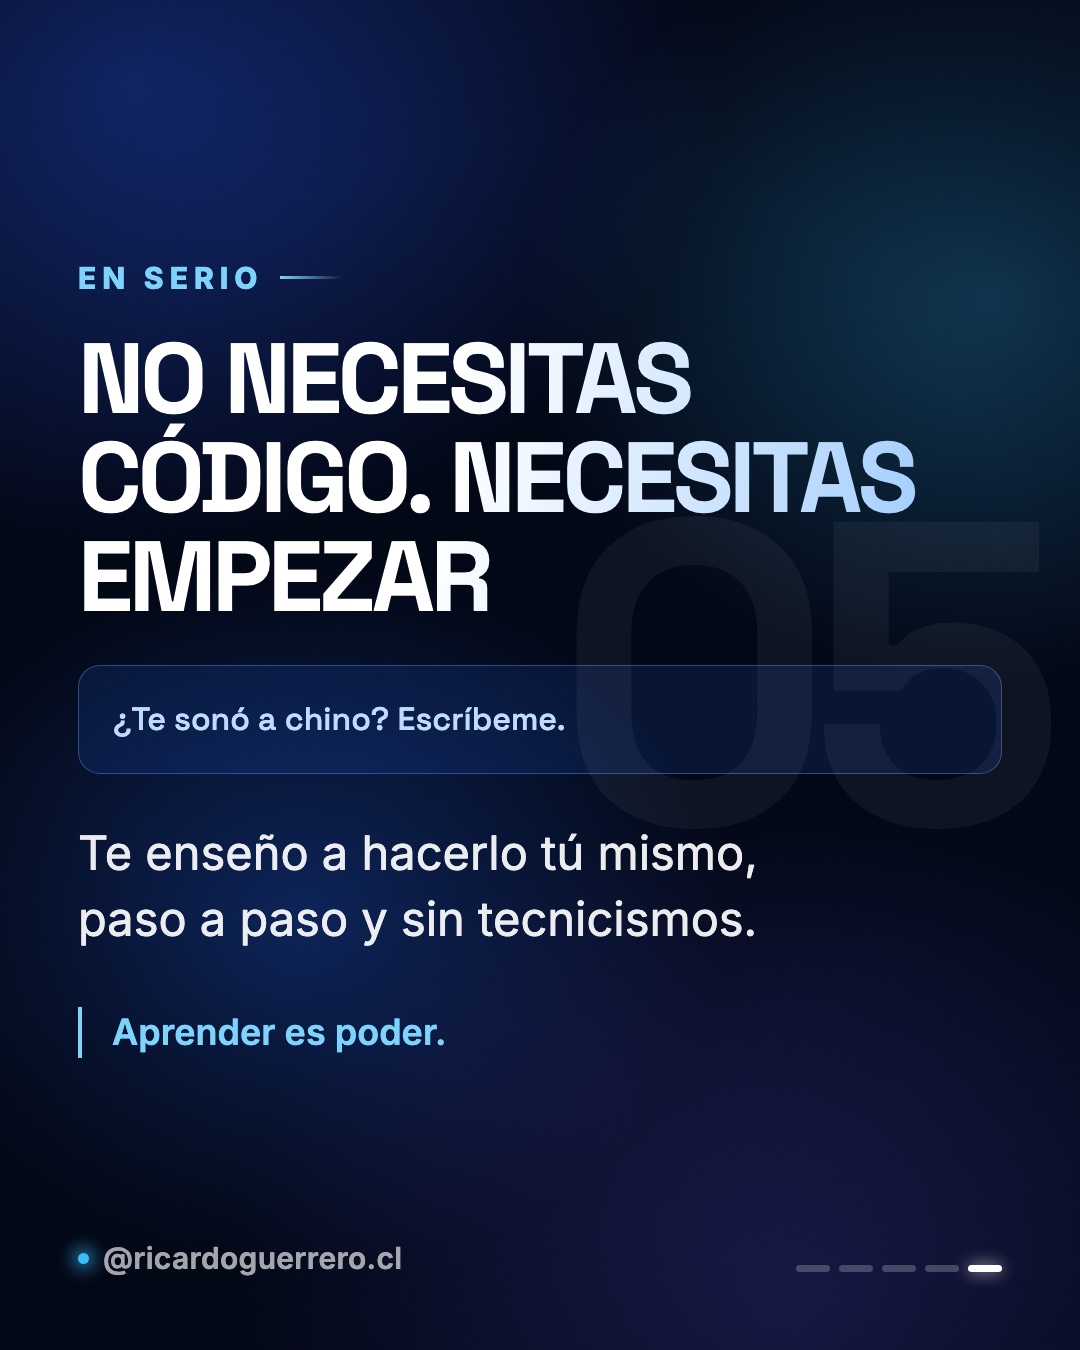 EN SERIO
NO NECESITAS
CÓDIGO. NECESITAS
EMPEZAR
05
¿Te sonó a chino? Escríbeme.
Te enseño a hacerlo tú mismo,
paso a paso y sin tecnicismos.
Aprender es poder.
@ricardoguerrero.cl